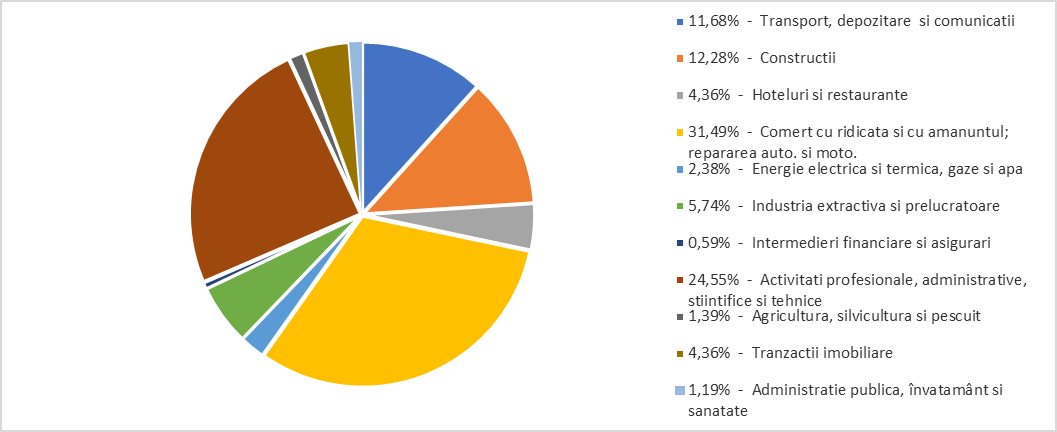 11,68%  -  Transport, depozitare  si comunicatii
12,28%  -  Constructii
4,36%  -  Hoteluri si restaurante
31,49%  -  Comert cu ridicata si cu amanuntul;
repararea auto. si moto.
2,38%  -  Energie electrica si termica, gaze si apa
5,74%  -  Industria extractiva si prelucratoare
0,59%  -  Intermedieri financiare si asigurari
24,55%  -  Activitati profesionale, administrative,
stiintifice si tehnice
1,39%  -  Agricultura, silvicultura si pescuit
4,36%  -  Tranzactii imobiliare
1,19%  -  Administratie publica, învatamânt si
sanatate